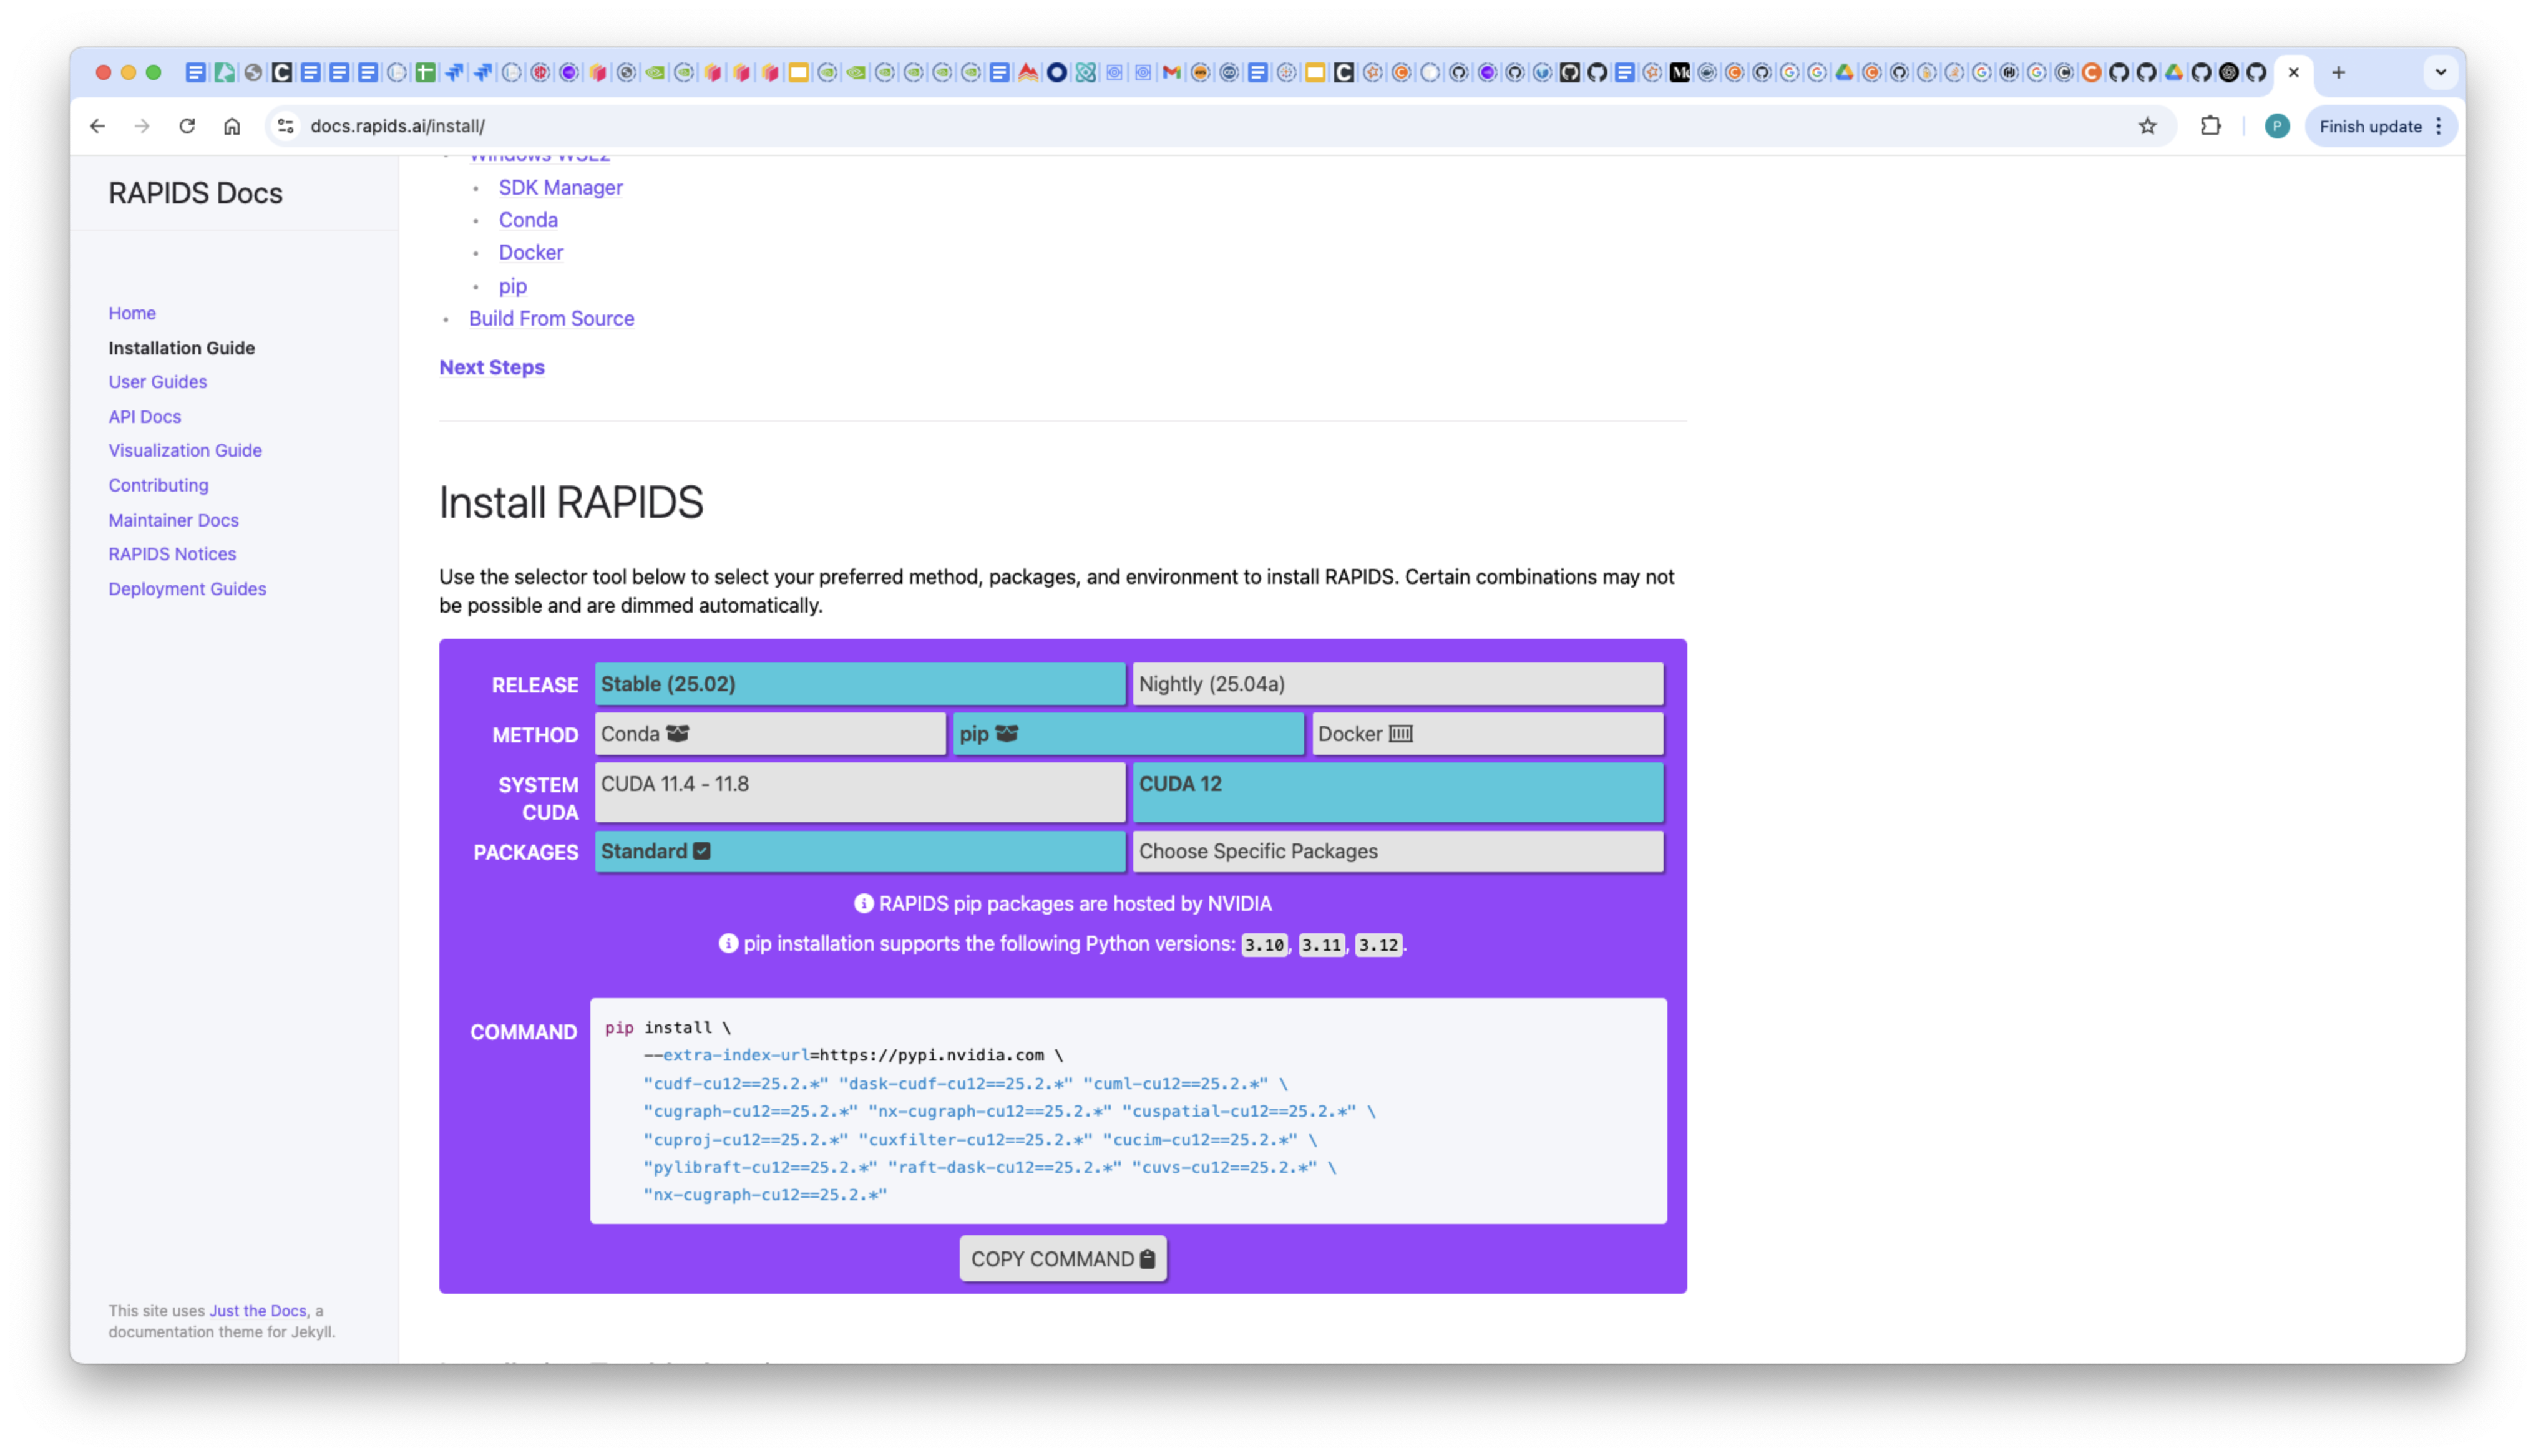 docs.rapids.ai/install/
P
Finish update
RAPIDS Docs
Home
Installation Guide
User Guides
API Docs
Visualization Guide
Contributing
Maintainer Docs
RAPIDS Notices
Deployment Guides
This site uses Just the Docs, a
documentation theme for Jekyll.
Windows WSL2
SDK Manager
Conda
Docker
pip
Build From Source
Next Steps
Install RAPIDS
Use the selector tool below to select your preferred method, packages, and environment to install RAPIDS. Certain combinations may not
be possible and are dimmed automatically.
RELEASE Stable (25.02) Nightly (25.04a)
METHOD Conda pip Docker
SYSTEM CUDA 11.4 - 11.8 CUDA 12
CUDA
PACKAGES Standard Choose Specific Packages
RAPIDS pip packages are hosted by NVIDIA
pip installation supports the following Python versions: 3.10, 3.11, 3.12.
COMMAND pip install \
--extra-index-url=https://pypi.nvidia.com \
"cudf-cu12==25.2.*" "dask-cudf-cu12==25.2.*" "cuml-cu12==25.2.*" \
"cugraph-cu12==25.2.*" "nx-cugraph-cu12==25.2.*" "cuspatial-cu12==25.2.*" \
"cuproj-cu12==25.2.*" "cuxfilter-cu12==25.2.*" "cucim-cu12==25.2.*" \
"pylibraft-cu12==25.2.*" "raft-dask-cu12==25.2.*" "cuvs-cu12==25.2.*" \
"nx-cugraph-cu12==25.2.*"
COPY COMMAND